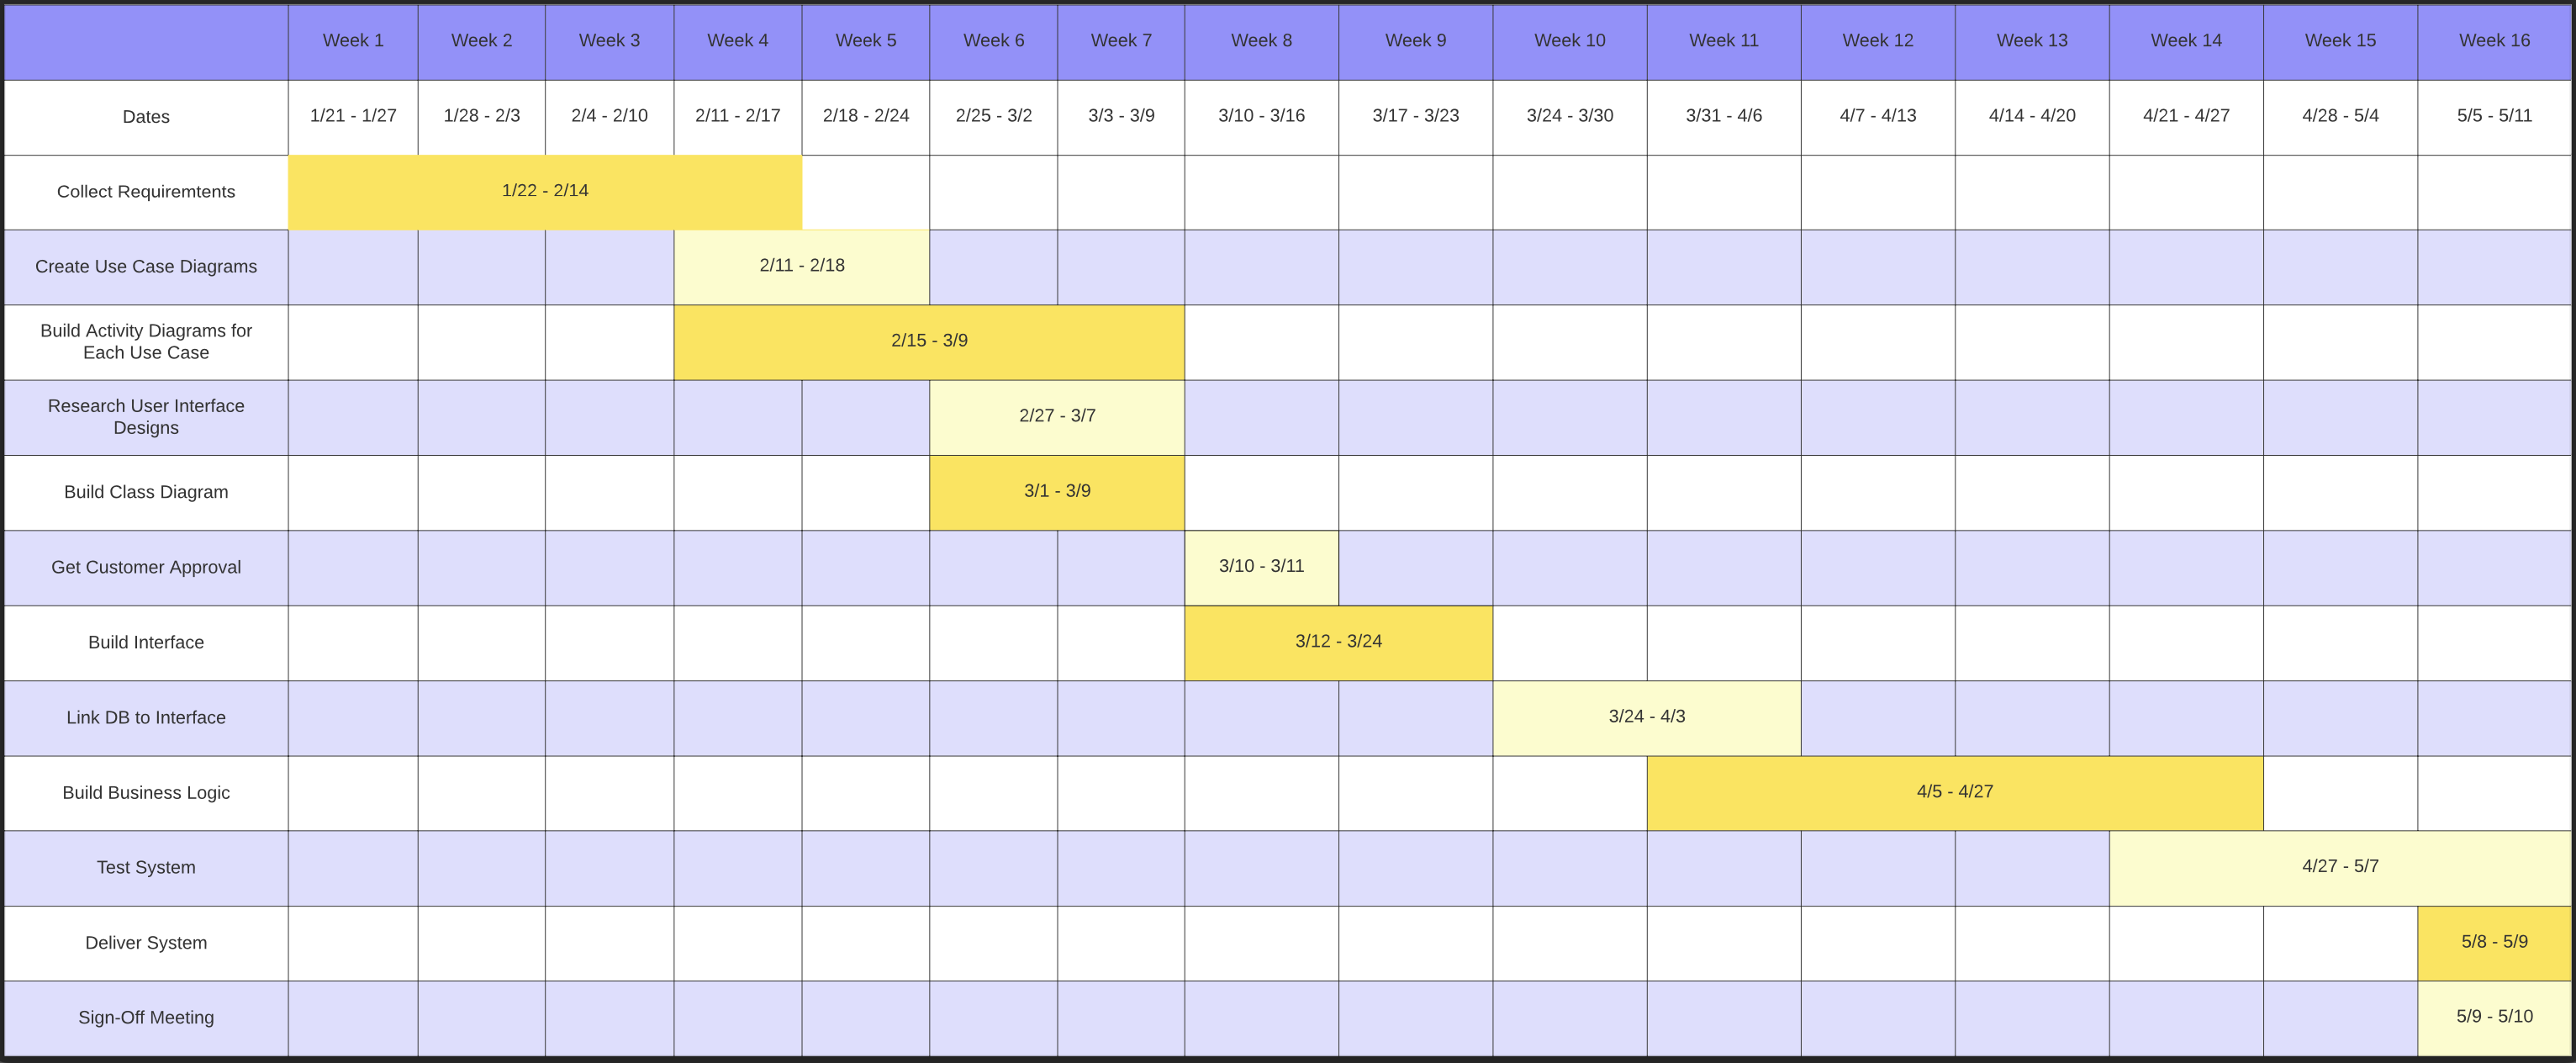 Week 1 Week 2 Week 3 Week 4 Week 5 Week 6 Week 7 Week 8 Week 9 Week 10 Week 11 Week 12 Week 13 Week 14 Week 15 Week 16
Dates 1/21 - 1/27 1/28 - 2/3 2/4 - 2/10 2/11 - 2/17 2/18 - 2/24 2/25 - 3/2 3/3 - 3/9 3/10 - 3/16 3/17 - 3/23 3/24 - 3/30 3/31 - 4/6 4/7 - 4/13 4/14 - 4/20 4/21 - 4/27 4/28 - 5/4 5/5 - 5/11
Collect Requiremtents 1/22 - 2/14
Create Use Case Diagrams 2/11 - 2/18
Build Activity Diagrams for
Each Use Case
2/15 - 3/9
Research User Interface
Designs
2/27 - 3/7
Build Class Diagram 3/1 - 3/9
Get Customer Approval 3/10 - 3/11
Build Interface 3/12 - 3/24
Link DB to Interface 3/24 - 4/3
Build Business Logic 4/5 - 4/27
Test System 4/27 - 5/7
Deliver System 5/8 - 5/9
Sign-Off Meeting 5/9 - 5/10